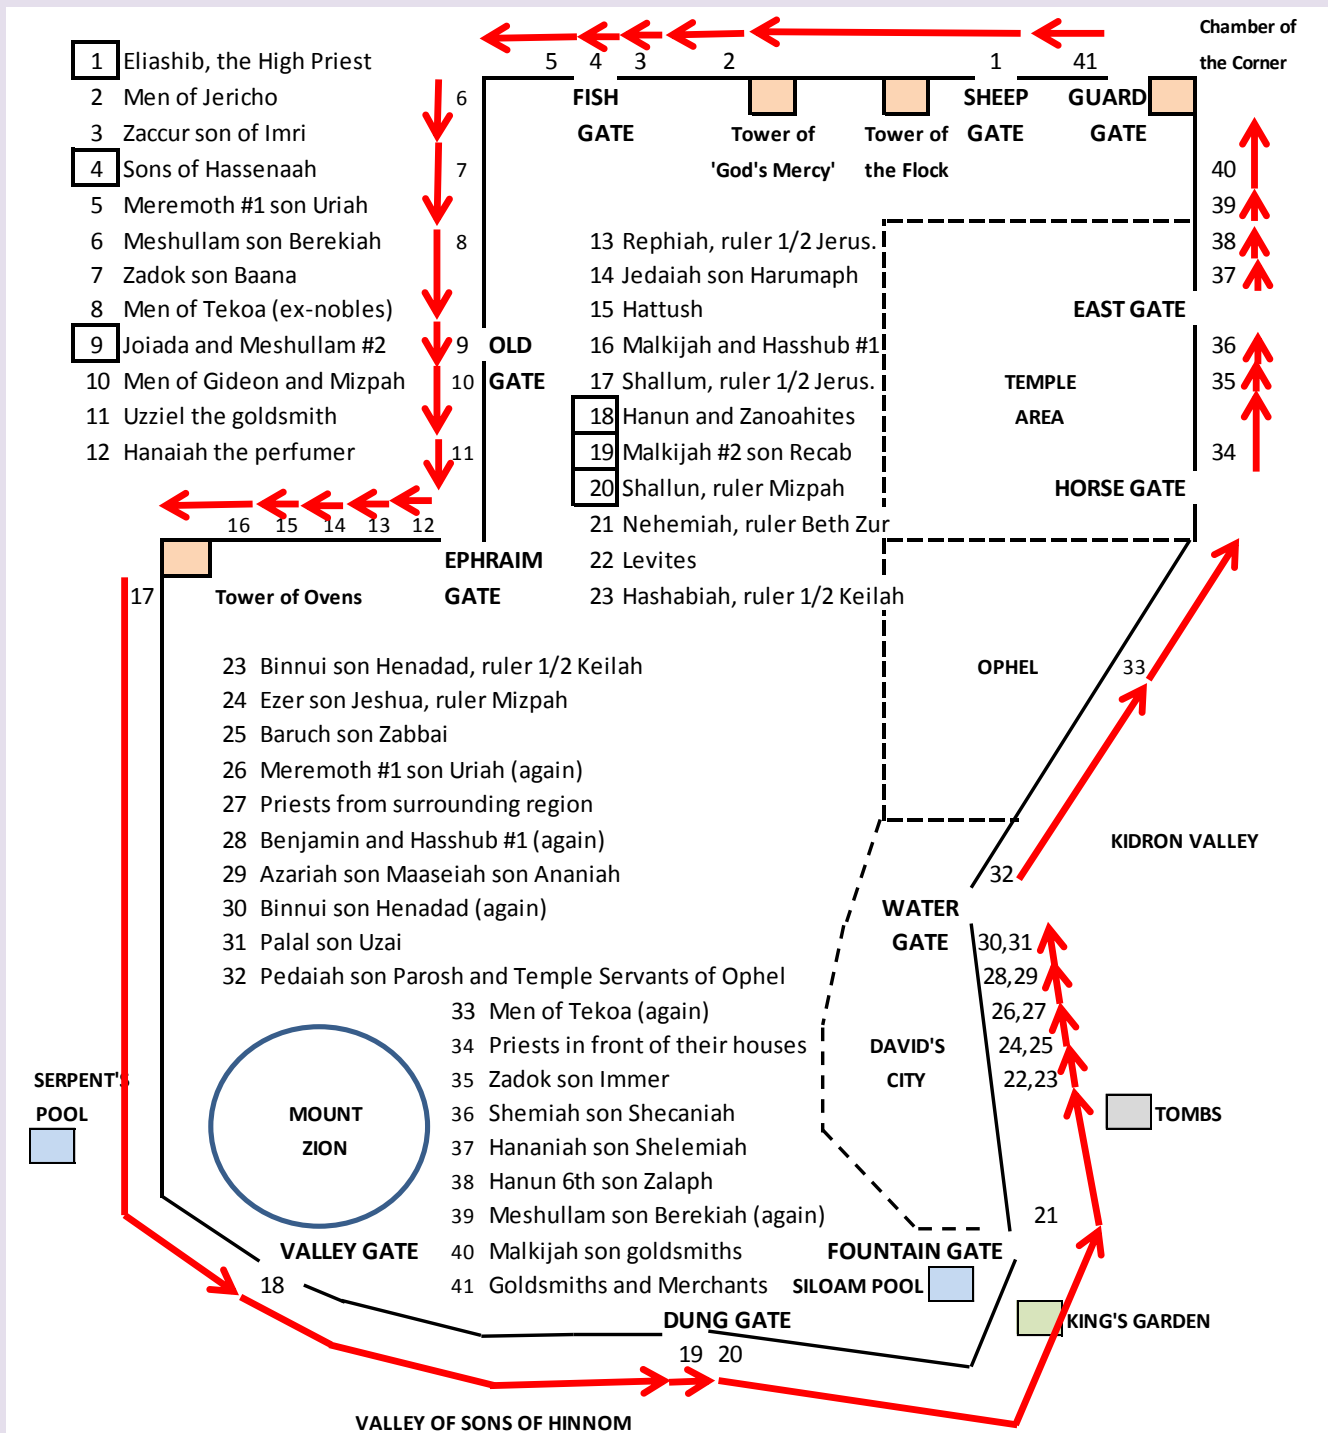 Chamber of
the Corner
1 Eliashib, the High Priest
2 Men of Jericho
3 Zaccur son of Imri
4 Sons of Hassenaah
5 Meremoth #1 son Uriah
6 Meshullam son Berekiah
7 Zadok son Baana
8 Men of Tekoa (ex-nobles)
9 Joiada and Meshullam #2
10 Men of Gideon and Mizpah
11 Uzziel the goldsmith
12 Hanaiah the perfumer
5 4 3 2 1 41
FISH
GATE
Tower of
'God's Mercy'
Tower of
the Flock
SHEEP
GATE
GUARD
GATE
6
7
8
9
10
11
OLD
GATE
13 Rephiah, ruler 1/2 Jerus.
14 Jedaiah son Harumaph
15 Hattush
16 Malkijah and Hasshub #1
17 Shallum, ruler 1/2 Jerus.
18 Hanun and Zanoahites
19 Malkijah #2 son Recab
20 Shallun, ruler Mizpah
21 Nehemiah, ruler Beth Zur
22 Levites
23 Hashabiah, ruler 1/2 Keilah
40
39
38
37
EAST GATE
36
35
34
TEMPLE
AREA
HORSE GATE
16 15 14 13 12
EPHRAIM
GATE
17
Tower of Ovens
OPHEL
33
23 Binnui son Henadad, ruler 1/2 Keilah
24 Ezer son Jeshua, ruler Mizpah
25 Baruch son Zabbai
26 Meremoth #1 son Uriah (again)
27 Priests from surrounding region
28 Benjamin and Hasshub #1 (again)
29 Azariah son Maaseiah son Ananiah
30 Binnui son Henadad (again)
31 Palal son Uzai
32 Pedaiah son Parosh and Temple Servants of Ophel
33 Men of Tekoa (again)
34 Priests in front of their houses
35 Zadok son Immer
36 Shemiah son Shecaniah
37 Hananiah son Shelemiah
38 Hanun 6th son Zalaph
39 Meshullam son Berekiah (again)
40 Malkijah son goldsmiths
41 Goldsmiths and Merchants
KIDRON VALLEY
32
WATER
GATE
30,31
28,29
26,27
24,25
22,23
DAVID'S
CITY
TOMBS
SERPENT'S
POOL
MOUNT
ZION
21
VALLEY GATE
18
FOUNTAIN GATE
SILOAM POOL
KING'S GARDEN
DUNG GATE
19 20
VALLEY OF SONS OF HINNOM